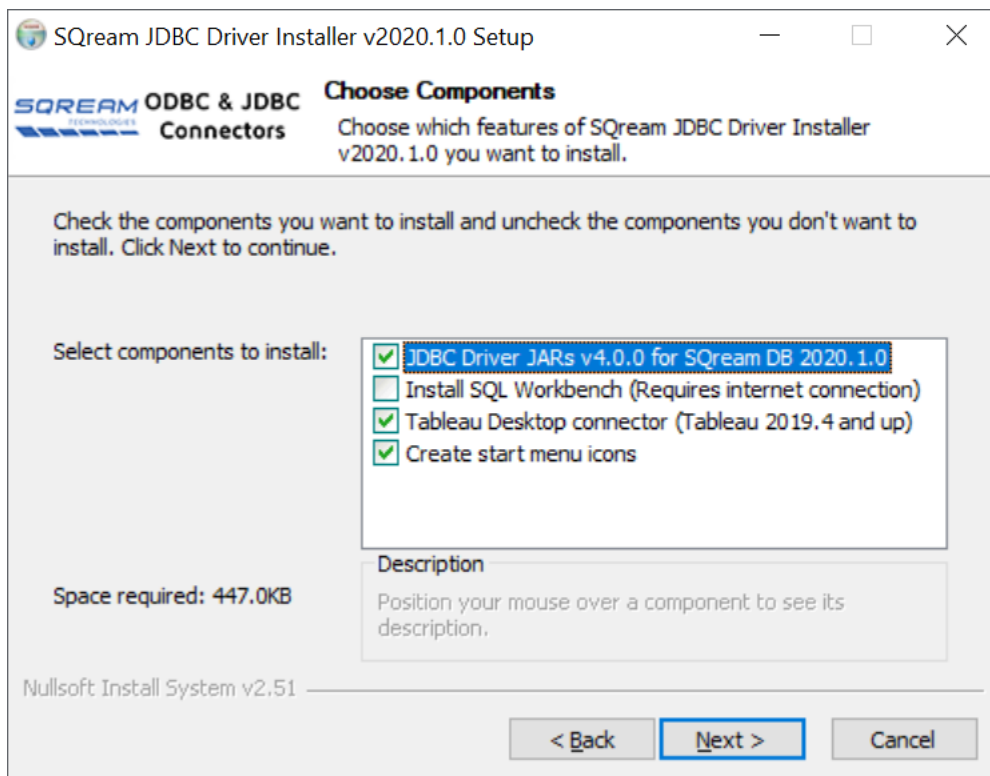 SQream JDBC Driver Installer v2020.1.0 Setup
SQREAM
TECHNOLOGIES
ODBC & JDBC
Connectors
Choose Components
Choose which features of SQream JDBC Driver Installer
v2020.1.0 you want to install.
Check the components you want to install and uncheck the components you don't want to
install. Click Next to continue.
Select components to install:
JDBC Driver JARs v4.0.0 for SQream DB 2020.1.0
Install SQL Workbench (Requires internet connection)
Tableau Desktop connector (Tableau 2019.4 and up)
Create start menu icons
Space required: 447.0KB
Description
Position your mouse over a component to see its
description.
Nullsoft Install System v2.51
< Back
Next >
Cancel